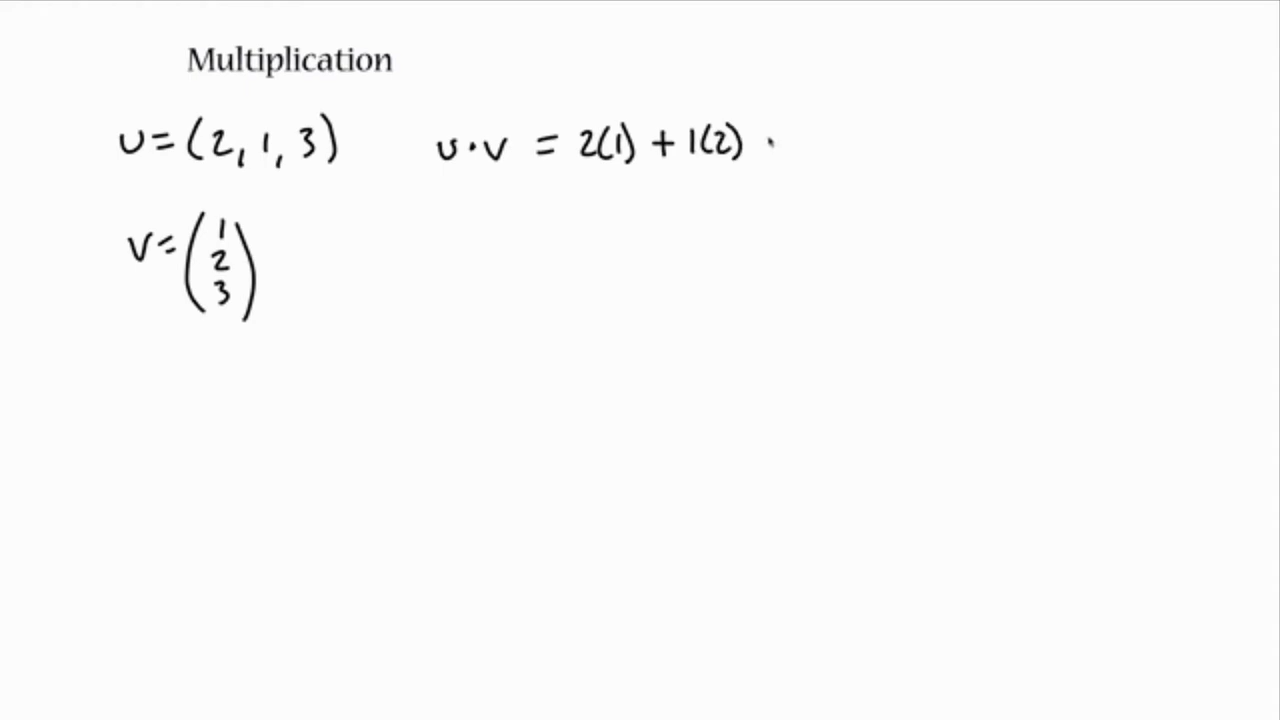 Multiplication
u = (2, 1, 3) u · v = 2(1) + 1(2) ·
v = (1
2
3)